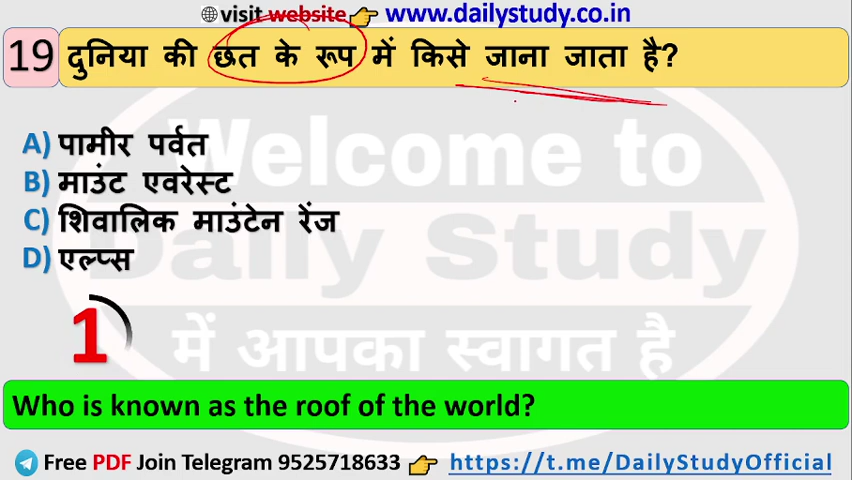 visit website 👉 www.dailystudy.co.in
19 दुनिया की छत के रूप में किसे जाना जाता है?
A) पामीर पर्वत
B) माउंट एवरेस्ट
C) शिवालिक माउंटेन रेंज
D) एल्प्स
Welcome to
Daily Study
में आपका स्वागत है
1
Who is known as the roof of the world?
Free PDF Join Telegram 9525718633 👉 https://t.me/DailyStudyOfficial